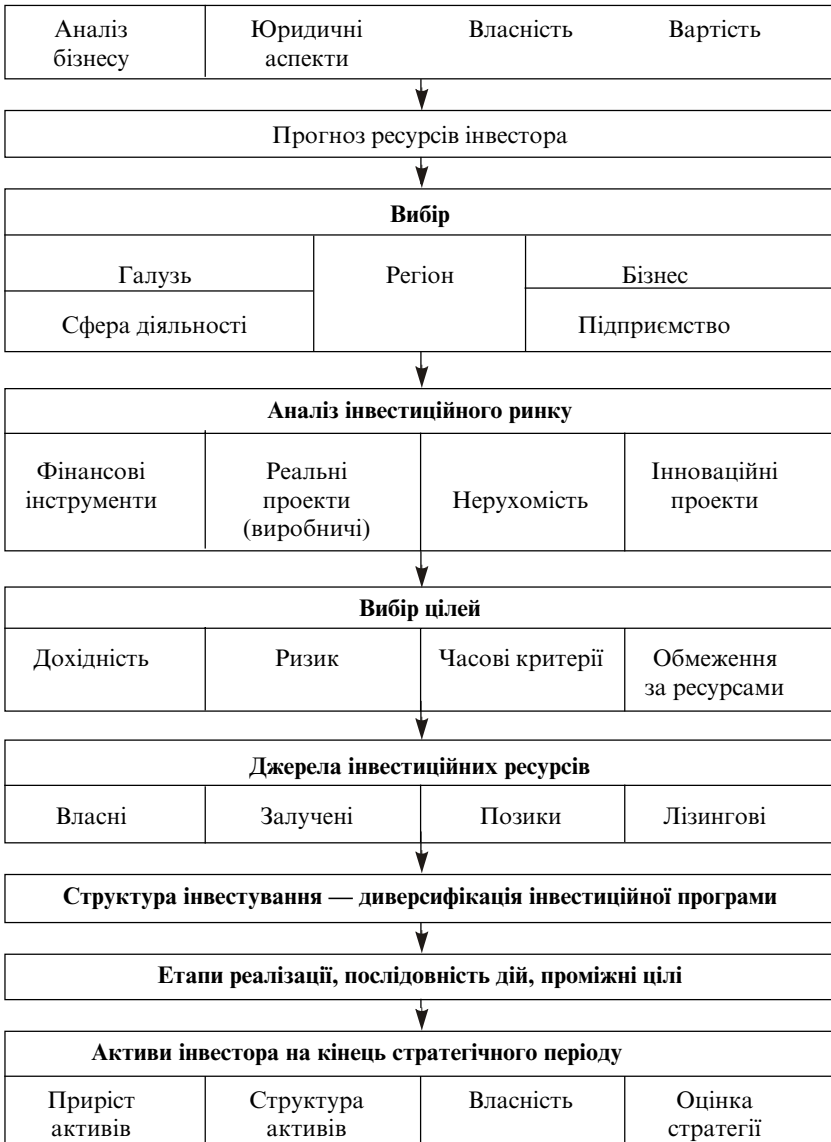 Аналіз Юридичні Власність Вартість
бізнесу аспекти
Прогноз ресурсів інвестора
Вибір
Галузь Регіон Бізнес
Сфера діяльності Підприємство
Аналіз інвестиційного ринку
Фінансові Реальні Інноваційні
інструменти проекти Нерухомість проекти
(виробничі)
Вибір цілей
Дохідність Ризик Часові критерії Обмеження
за ресурсами
Джерела інвестиційних ресурсів
Власні Залучені Позики Лізингові
Структура інвестування — диверсифікація інвестиційної програми
Етапи реалізації, послідовність дій, проміжні цілі
Активи інвестора на кінець стратегічного періоду
Приріст Структура Власність Оцінка
активів активів стратегії